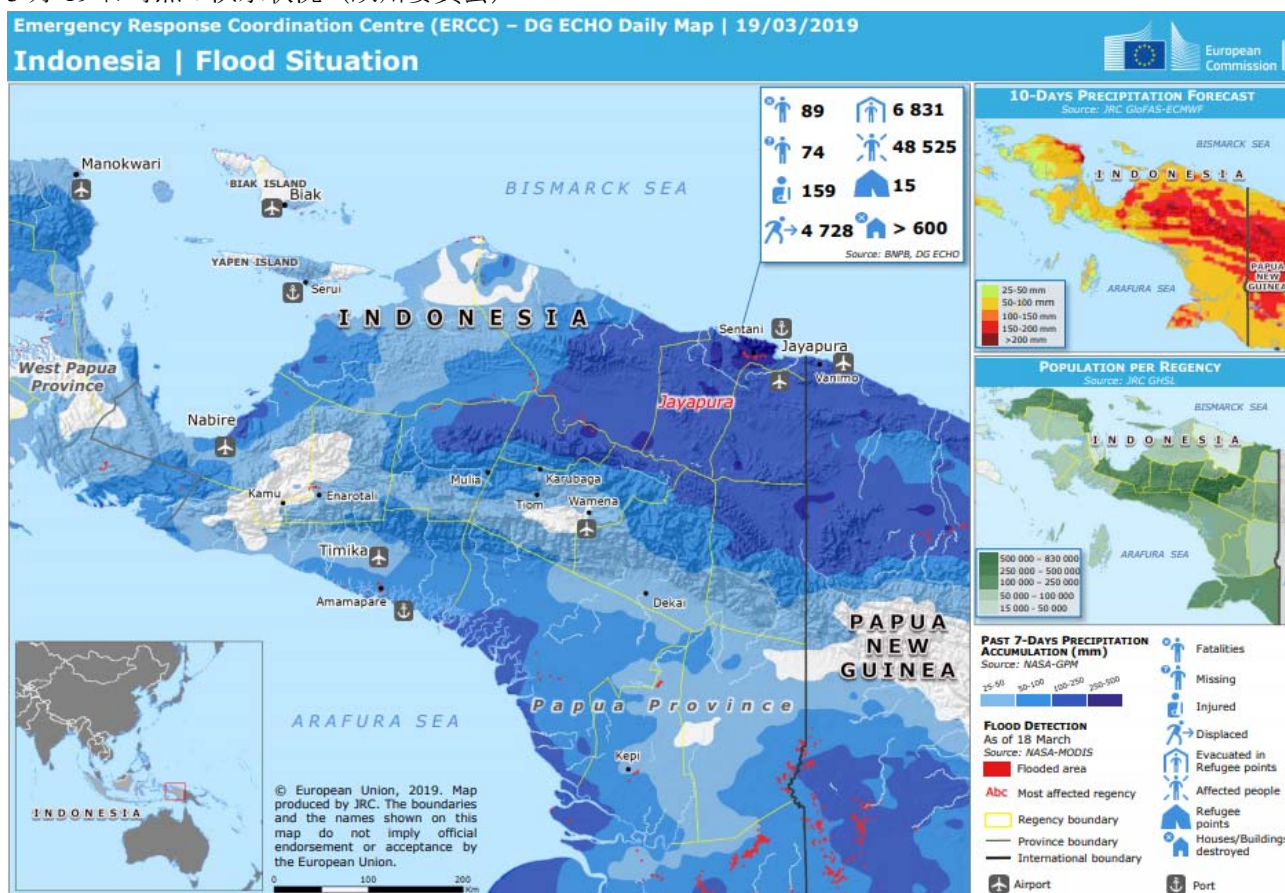 Emergency Response Coordination Centre (ERCC) – DG ECHO Daily Map | 19/03/2019
Indonesia | Flood Situation
European
Commission
89
6 831
74
48 525
159
15
4 728
> 600
Source: BNPB, DG ECHO
Manokwari
BIAK ISLAND
Biak
BISMARCK SEA
YAPEN ISLAND
Serui
INDONESIA
Sentani
Jayapura
Vanimo
West Papua
Province
Jayapura
Nabire
Mulia
Karubaga
Kamu
Enarotali
Tiom
Wamena
Timika
Amamapare
Dekai
PAPUA
NEW
GUINEA
Papua Province
ARAFURA SEA
Kepi
INDONESIA
© European Union, 2019. Map
produced by JRC. The boundaries
and the names shown on this
map do not imply official
endorsement or acceptance by
the European Union.
0 100 200
Km
10-DAYS PRECIPITATION FORECAST
Source: JRC GloFAS-ECMWF
BISMARCK SEA
INDONESIA
PAPUA
NEW
GUINEA
ARAFURA SEA
25-50 mm
50-100 mm
100-150 mm
150-200 mm
>200 mm
POPULATION PER REGENCY
Source: JRC GHSL
BISMARCK SEA
INDONESIA
ARAFURA SEA
500 000 – 830 000
250 000 – 500 000
100 000 – 250 000
50 000 – 100 000
15 000 - 50 000
PAST 7-DAYS PRECIPITATION
ACCUMULATION (mm)
Source: NASA-GPM
25-50 50-100 100-250 250-500
FLOOD DETECTION
As of 18 March
Source: NASA-MODIS
Flooded area
Abc Most affected regency
Regency boundary
Province boundary
International boundary
Airport
Fatalities
Missing
Injured
Displaced
Evacuated in
Refugee points
Affected people
Refugee
points
Houses/Buildings
destroyed
Port